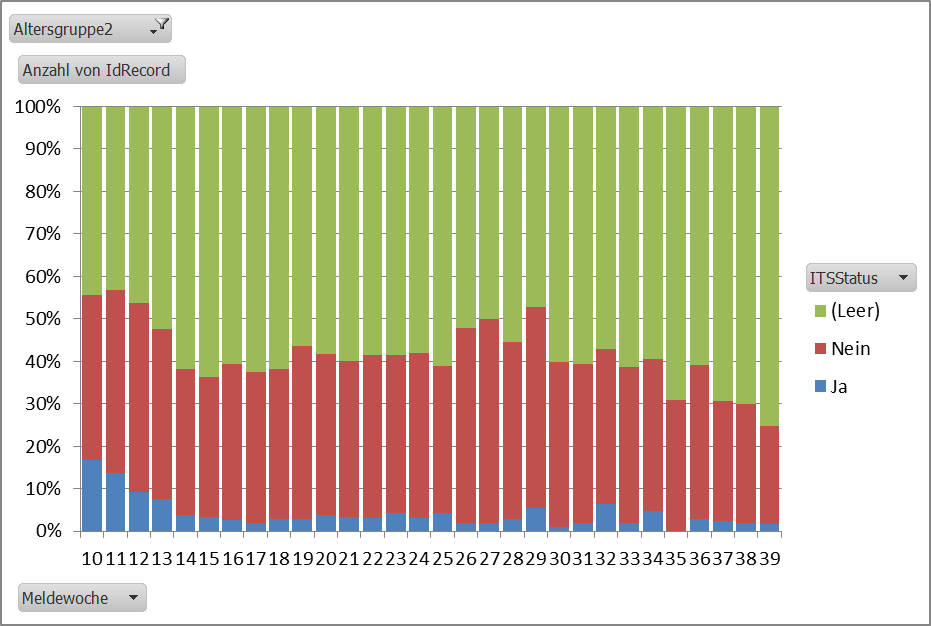 Altersgruppe2
Anzahl von IdRecord
100%
90%
80%
70%
60%
50%
40%
30%
20%
10%
0%
10 11 12 13 14 15 16 17 18 19 20 21 22 23 24 25 26 27 28 29 30 31 32 33 34 35 36 37 38 39
ITSStatus
(Leer)
Nein
Ja
Meldewoche